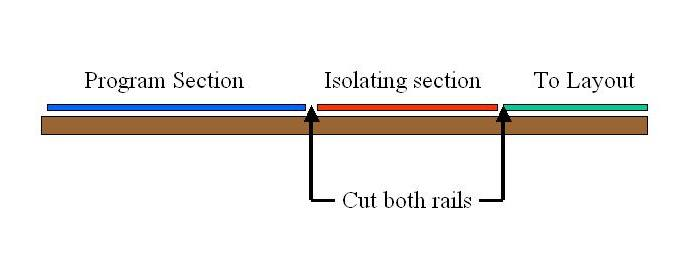 Program Section
Isolating section
To Layout
Cut both rails